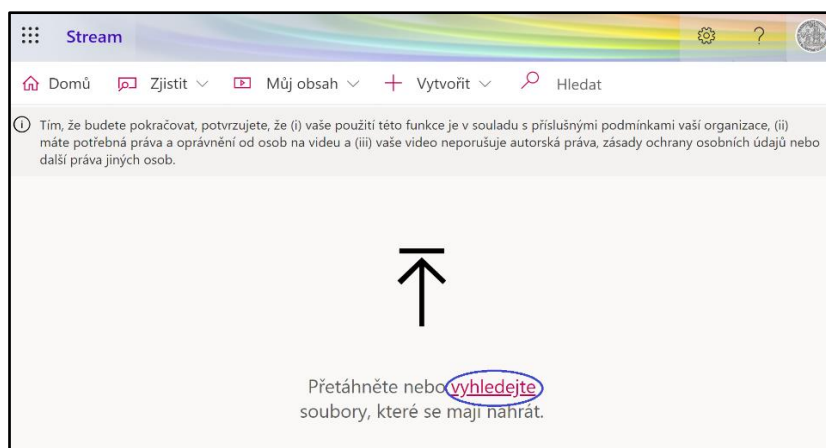 Stream
?
Domů Zjistit Můj obsah Vytvořit Hledat
Tím, že budete pokračovat, potvrzujete, že (i) vaše použití této funkce je v souladu s příslušnými podmínkami vaší organizace, (ii)
máte potřebná práva a oprávnění od osob na videu a (iii) vaše video neporušuje autorská práva, zásady ochrany osobních údajů nebo
další práva jiných osob.
Přetáhněte nebo vyhledejte
soubory, které se mají nahrát.